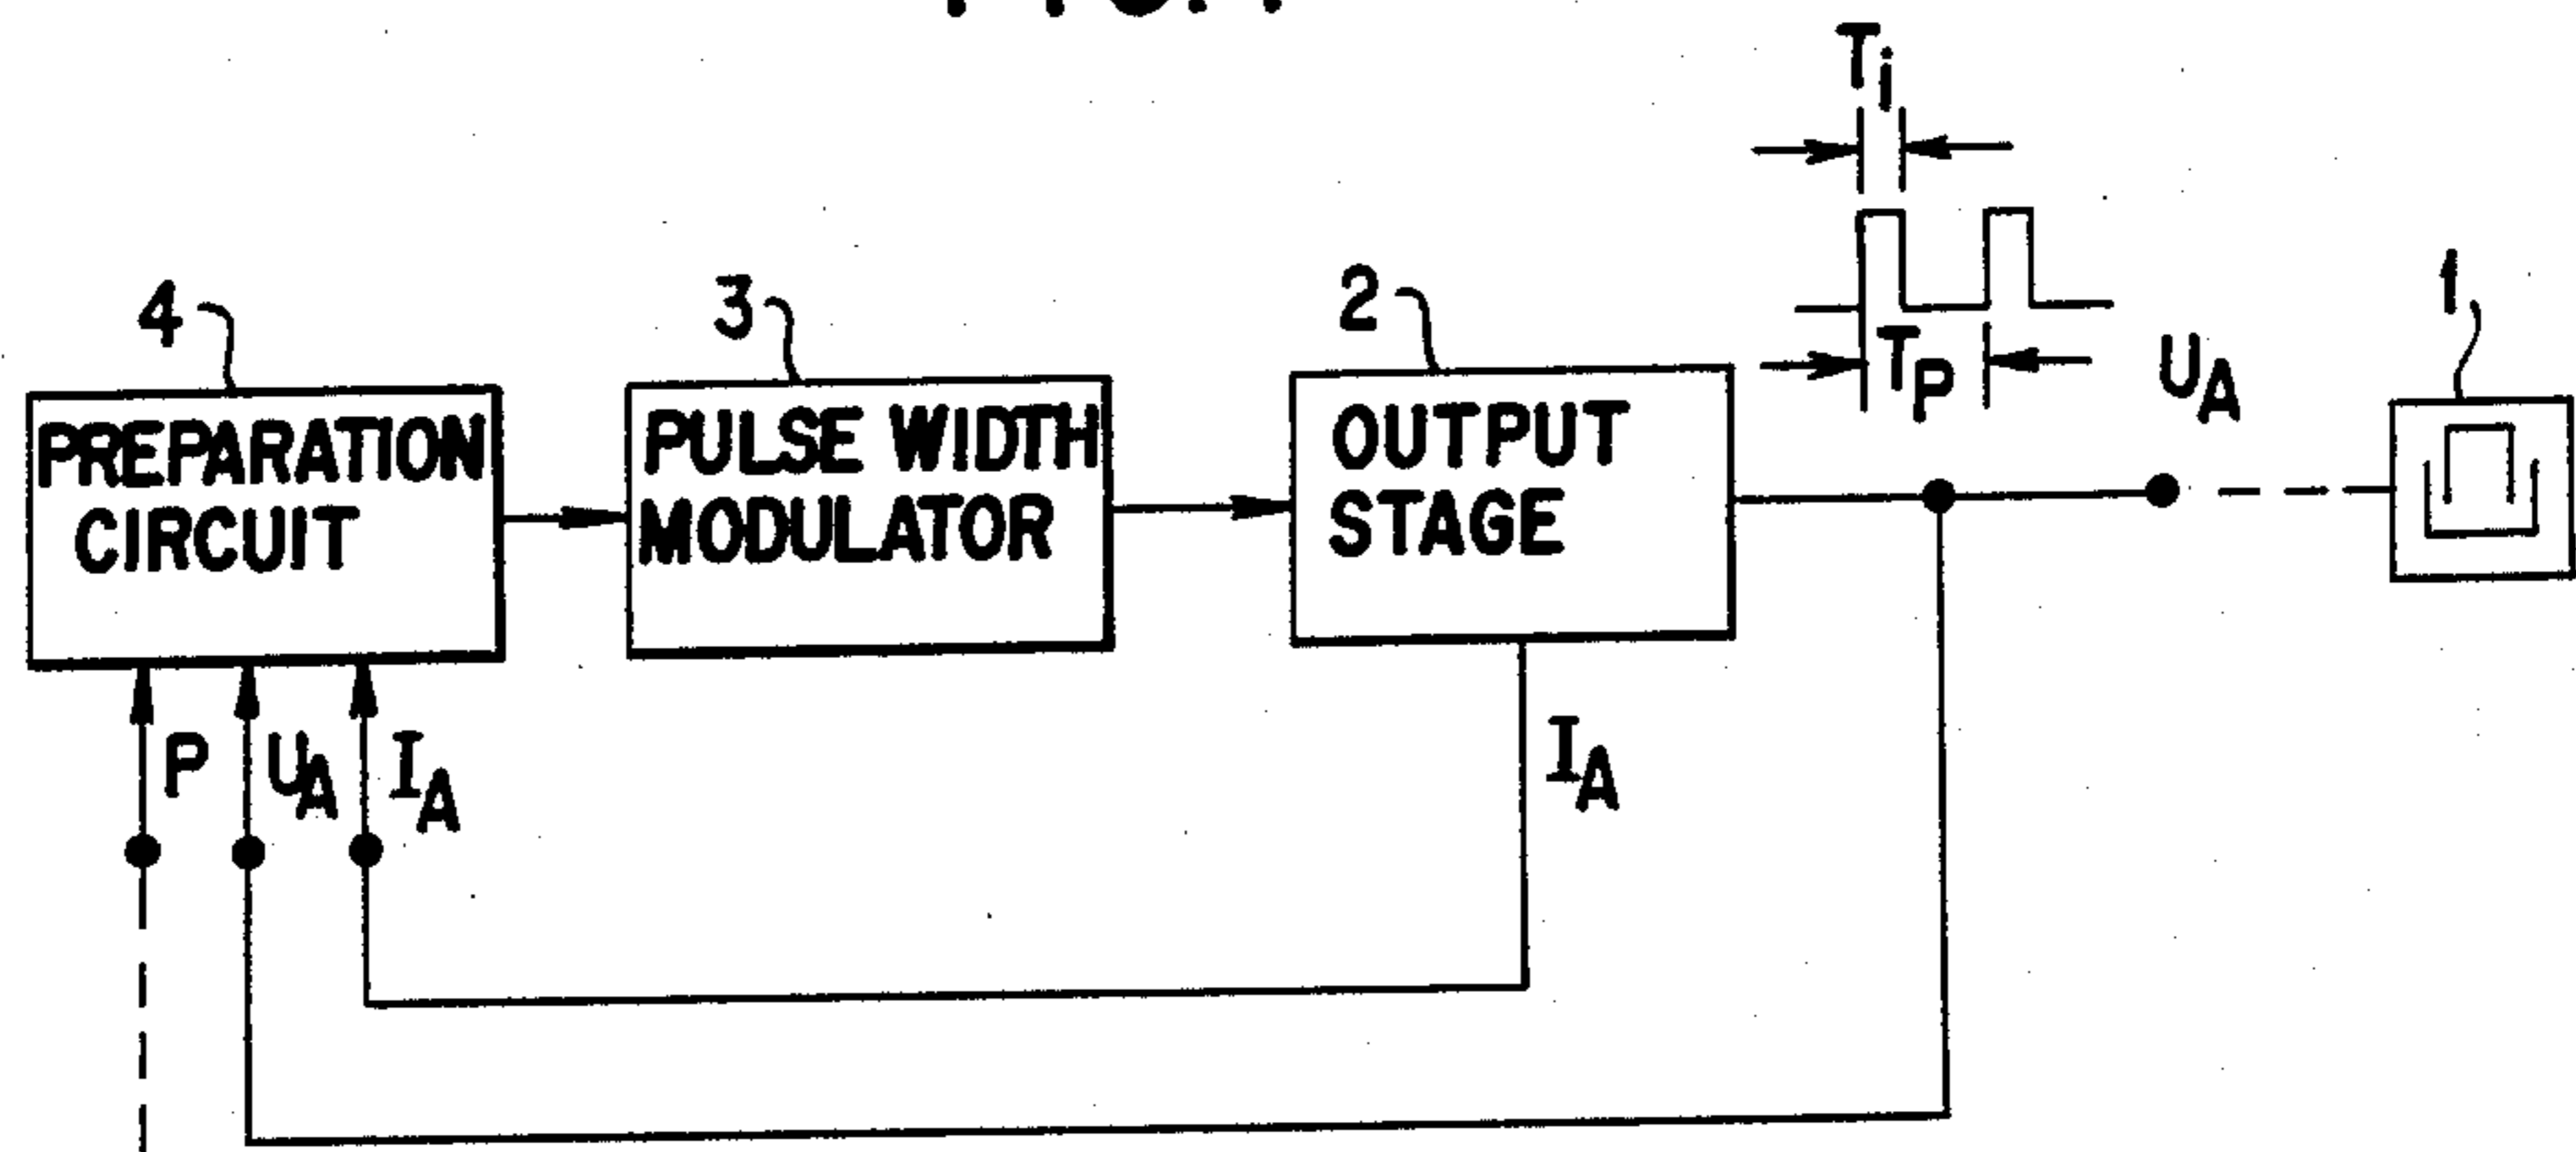 Ti
4
3
2
1
TP
UA
PREPARATION
CIRCUIT
PULSE WIDTH
MODULATOR
OUTPUT
STAGE
P
UA
IA
IA